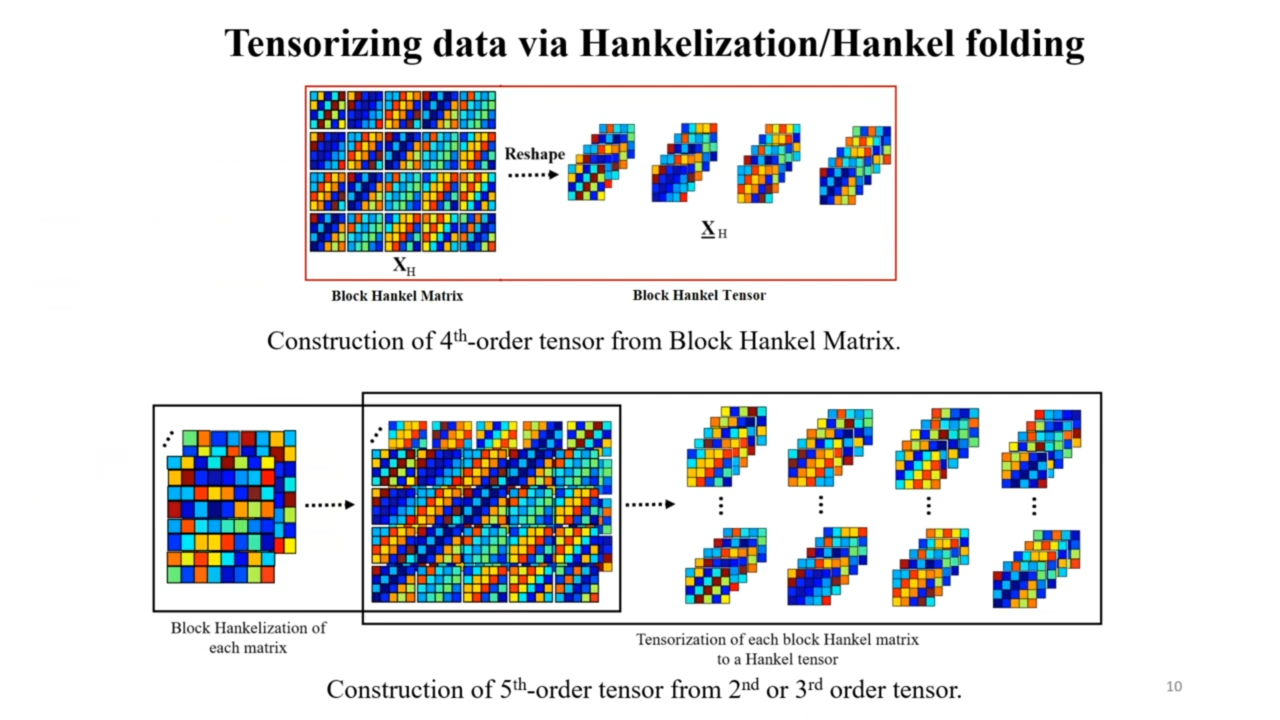 Tensorizing data via Hankelization/Hankel folding
Reshape
X̲ H
X_H
Block Hankel Matrix
Block Hankel Tensor
Construction of 4th-order tensor from Block Hankel Matrix.
Block Hankelization of
each matrix
Tensorization of each block Hankel matrix
to a Hankel tensor
Construction of 5th-order tensor from 2nd or 3rd order tensor.
10